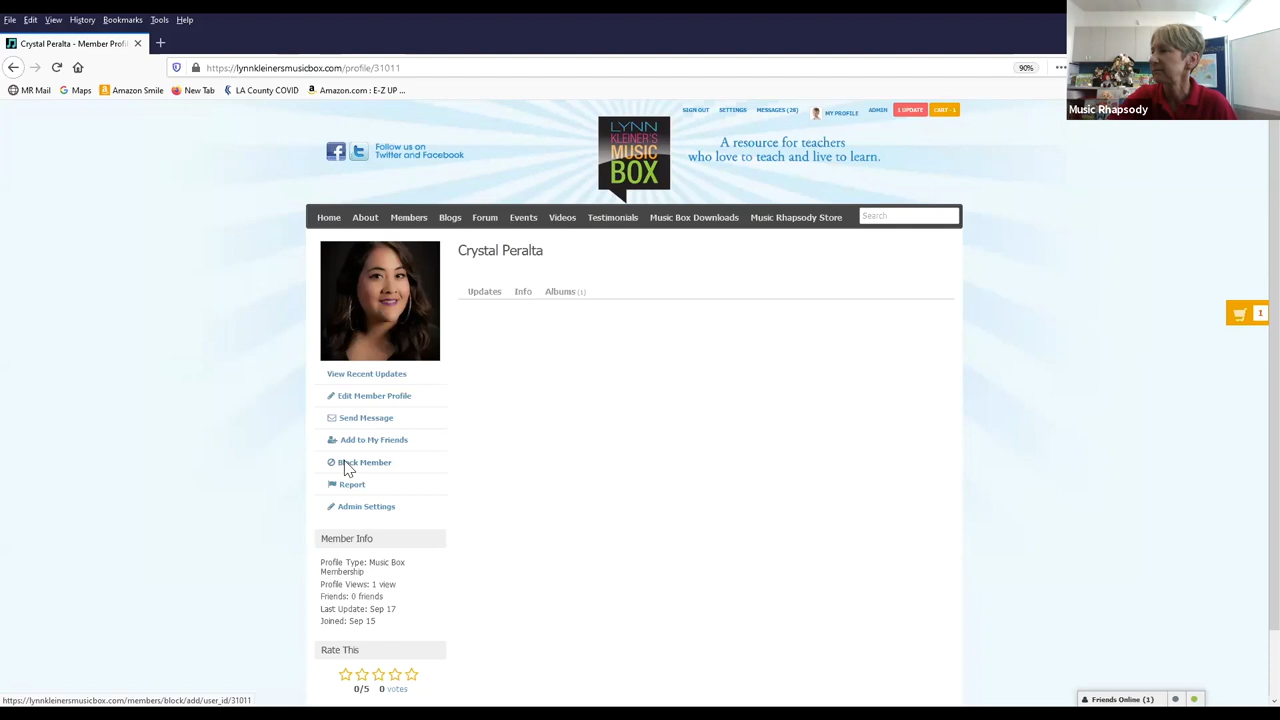 File Edit View History Bookmarks Tools Help
Crystal Peralta - Member Profi
https://lynnkleinersmusicbox.com/profile/31011 90%
MR Mail Maps Amazon Smile New Tab LA County COVID Amazon.com: E-Z UP ...
Music Rhapsody
SIGN OUT SETTINGS MESSAGES (28) MY PROFILE ADMIN 1 UPDATE CART - 1
Follow us on
Twitter and Facebook
LYNN
KLEINER'S
MUSIC
BOX
A resource for teachers
who love to teach and live to learn.
Home About Members Blogs Forum Events Videos Testimonials Music Box Downloads Music Rhapsody Store Search
Crystal Peralta
Updates Info Albums (1)
1
View Recent Updates
Edit Member Profile
Send Message
Add to My Friends
Block Member
Report
Admin Settings
Member Info
Profile Type: Music Box
Membership
Profile Views: 1 view
Friends: 0 friends
Last Update: Sep 17
Joined: Sep 15
Rate This
0/5 0 votes
https://lynnkleinersmusicbox.com/members/block/add/user_id/31011
Friends Online (1)